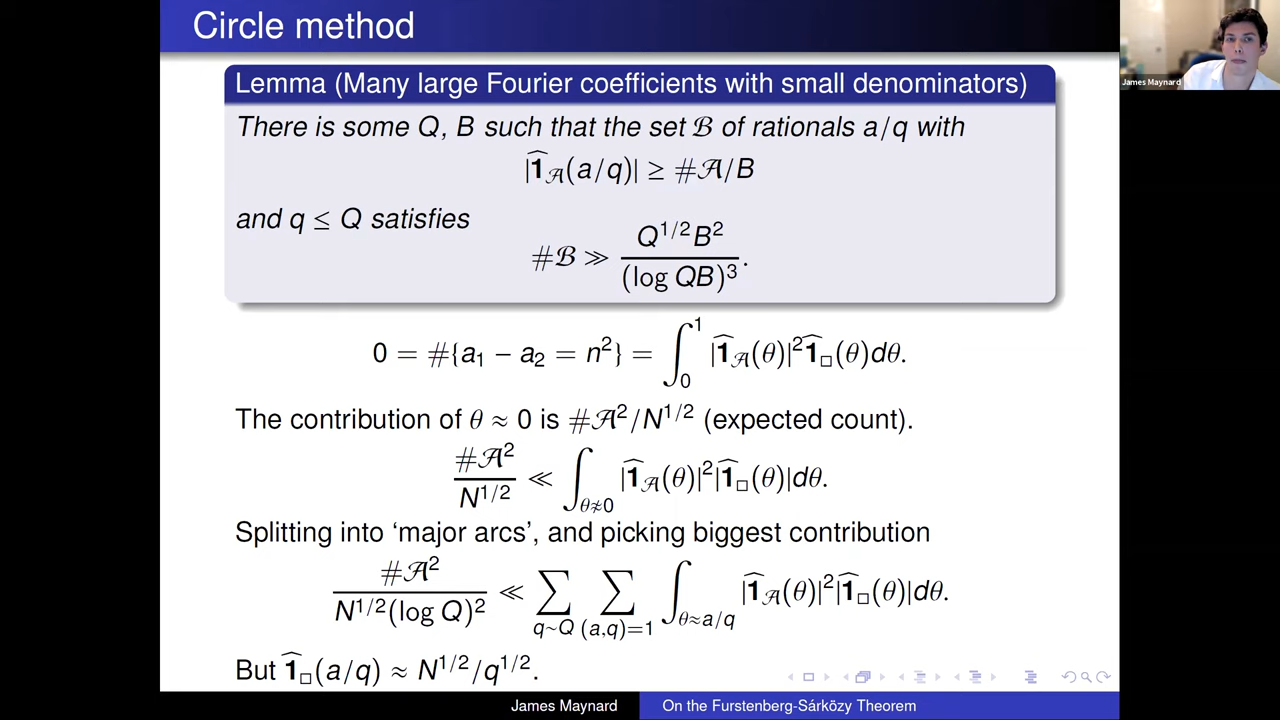 Circle method
James Maynard
Lemma (Many large Fourier coefficients with small denominators)
There is some Q, B such that the set ℬ of rationals a/q with
|1̂_𝒜(a/q)| ≥ #𝒜/B
and q ≤ Q satisfies
#ℬ ≫ Q^{1/2}B^2 / (log QB)^3.
0 = #{a_1 − a_2 = n^2} = ∫_0^1 |1̂_𝒜(θ)|^2 1̂_□(θ)dθ.
The contribution of θ ≈ 0 is #𝒜^2/N^{1/2} (expected count).
#𝒜^2 / N^{1/2} ≪ ∫_{θ≉0} |1̂_𝒜(θ)|^2|1̂_□(θ)|dθ.
Splitting into ‘major arcs’, and picking biggest contribution
#𝒜^2 / N^{1/2}(log Q)^2 ≪ ∑_{q∼Q} ∑_{(a,q)=1} ∫_{θ≈a/q} |1̂_𝒜(θ)|^2|1̂_□(θ)|dθ.
But 1̂_□(a/q) ≈ N^{1/2}/q^{1/2}.
James Maynard
On the Furstenberg-Sárközy Theorem